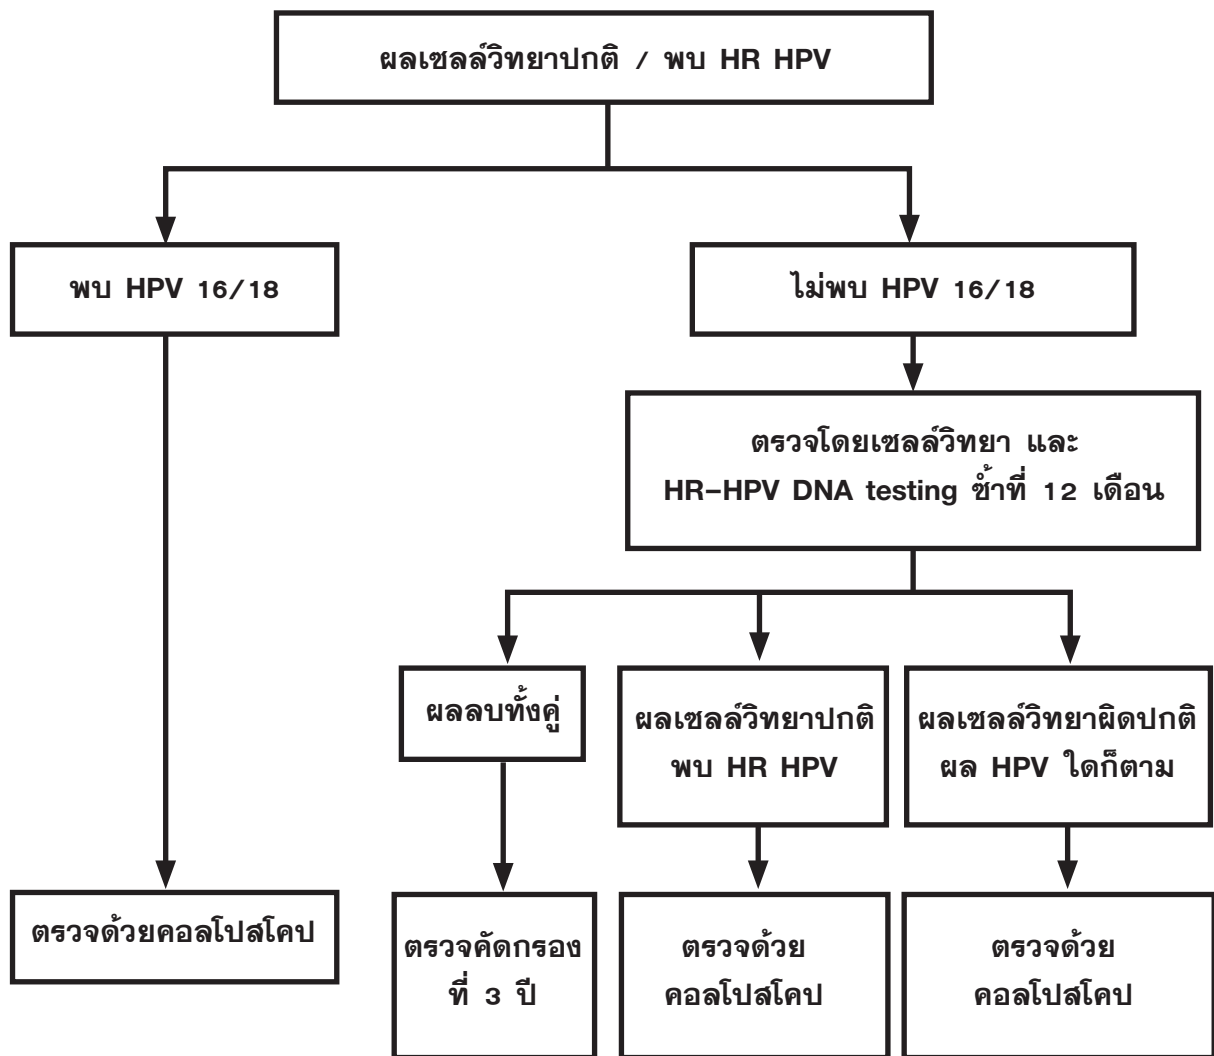 ผลเซลล์วิทยาปกติ / พบ HR HPV
พบ HPV 16/18
ไม่พบ HPV 16/18
ตรวจโดยเซลล์วิทยา และ
HR-HPV DNA testing ซ้ำที่ 12 เดือน
ผลลบทั้งคู่
ผลเซลล์วิทยาปกติ
พบ HR HPV
ผลเซลล์วิทยาผิดปกติ
ผล HPV ใดก็ตาม
ตรวจด้วยคอลโปสโคป
ตรวจคัดกรอง
ที่ 3 ปี
ตรวจด้วย
คอลโปสโคป
ตรวจด้วย
คอลโปสโคป